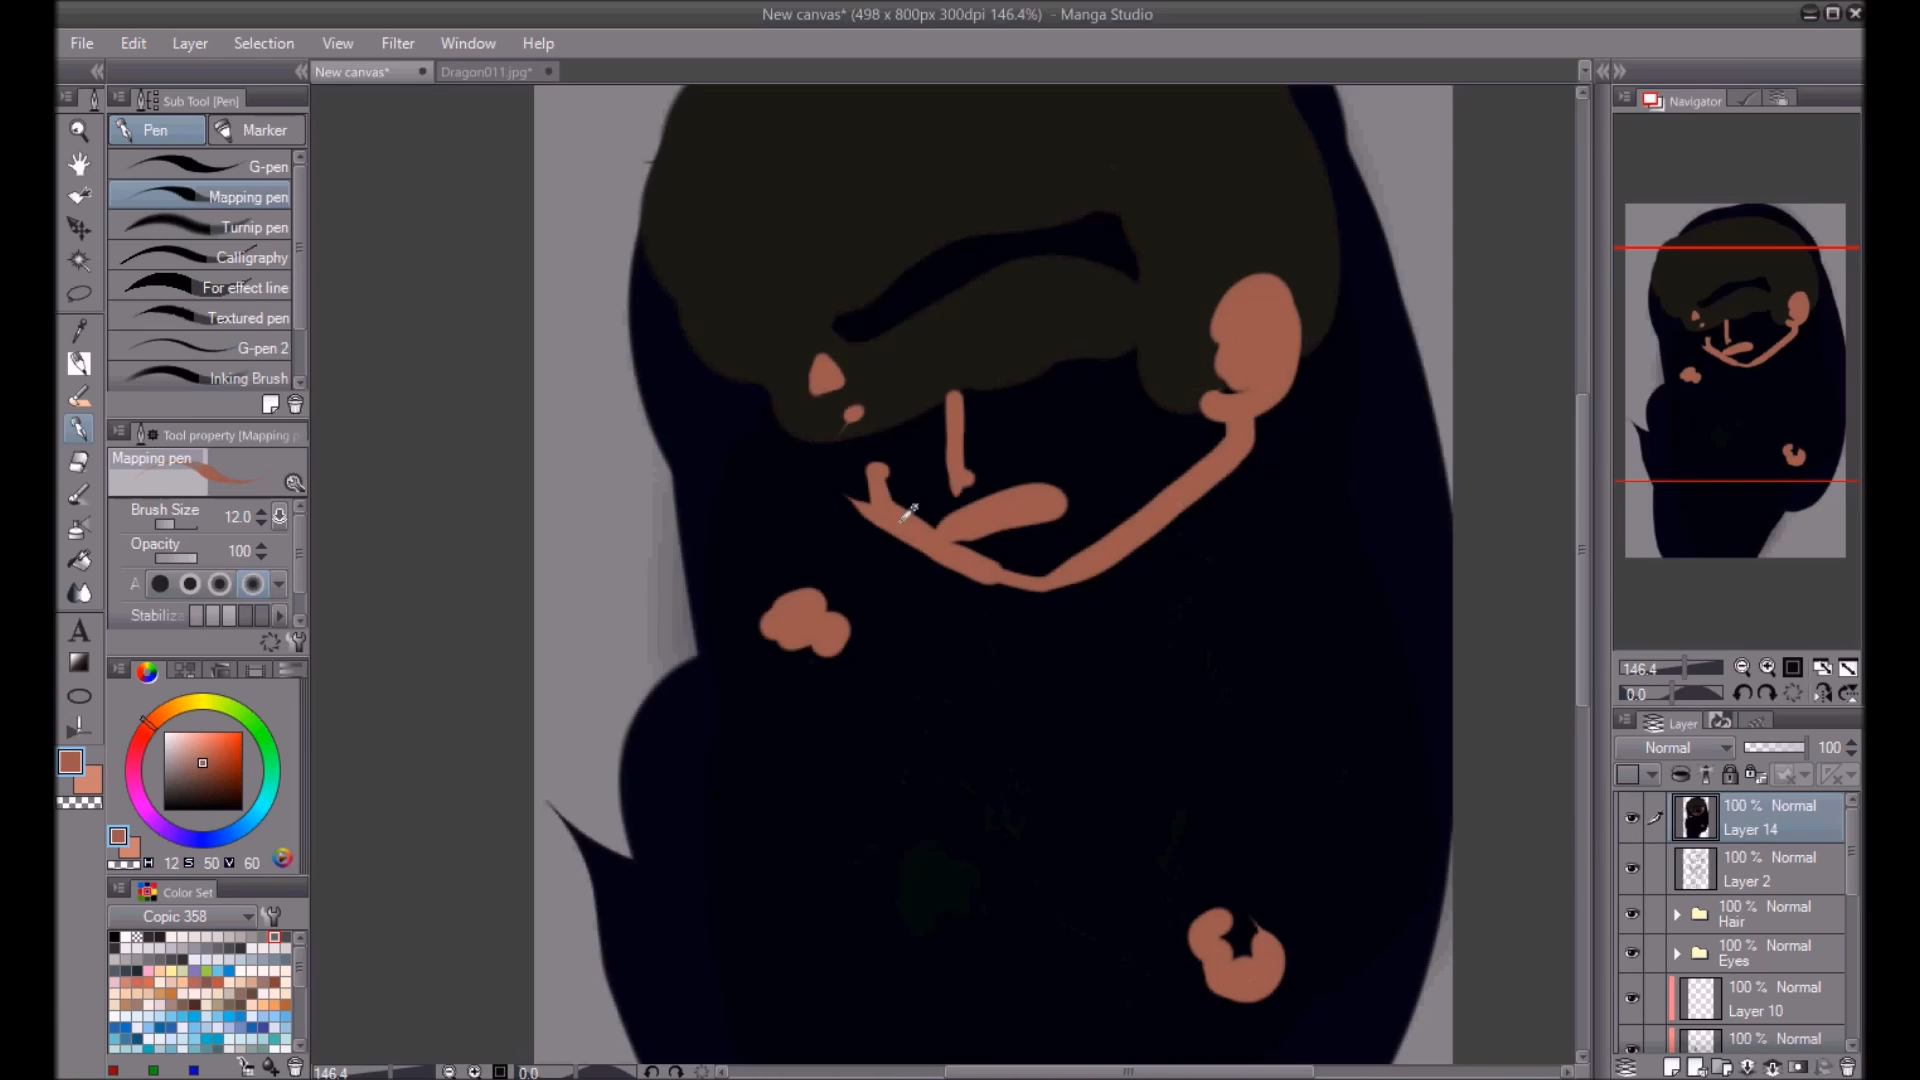 New canvas* (498 x 800px 300dpi 146.4%) - Manga Studio
File Edit Layer Selection View Filter Window Help
New canvas* Dragon011.jpg*
Sub Tool [Pen]
Pen Marker
G-pen
Mapping pen
Turnip pen
Calligraphy
For effect line
Textured pen
G-pen 2
Inking Brush
Tool property [Mapping p
Mapping pen
Brush Size 12.0
Opacity 100
A
Stabiliza
H 12 S 50 V 60
Color Set
Copic 358
146.4 0.0
Navigator
146.4
0.0
Layer
Normal 100
100 % Normal
Layer 14
100 % Normal
Layer 2
100 % Normal
Hair
100 % Normal
Eyes
100 % Normal
Layer 10
100 % Normal